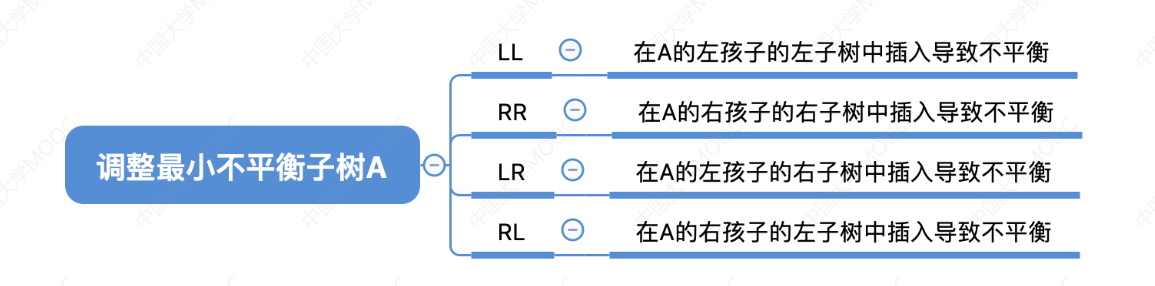 调整最小不平衡子树A
LL
在A的左孩子的左子树中插入导致不平衡
RR
在A的右孩子的右子树中插入导致不平衡
LR
在A的左孩子的右子树中插入导致不平衡
RL
在A的右孩子的左子树中插入导致不平衡
中国大学MOOC